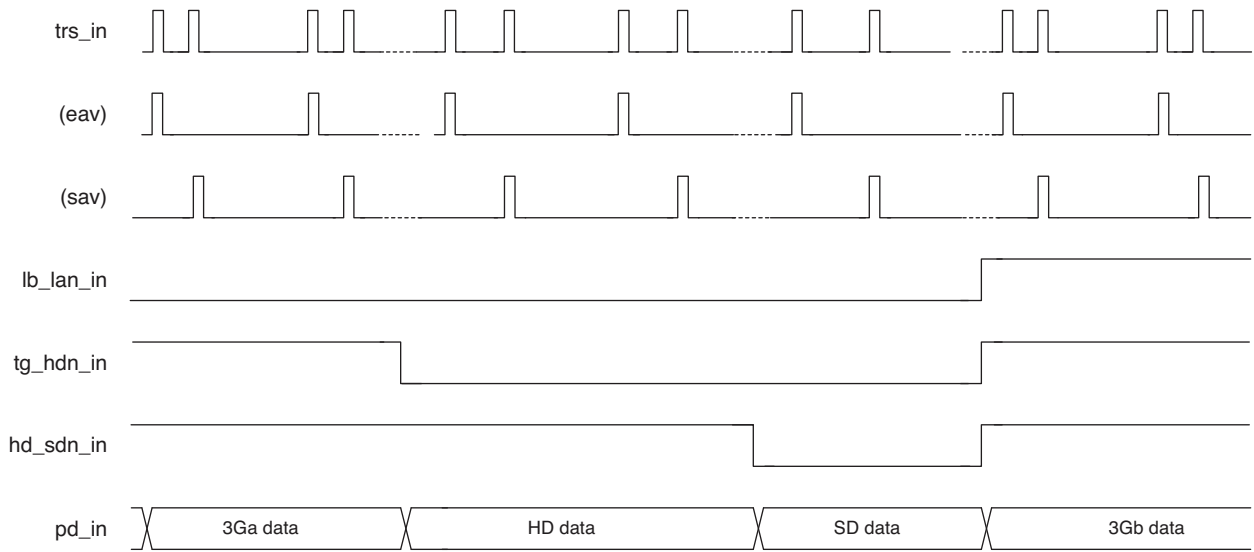 trs_in
(eav)
(sav)
lb_lan_in
tg_hdn_in
hd_sdn_in
pd_in
3Ga data
HD data
SD data
3Gb data